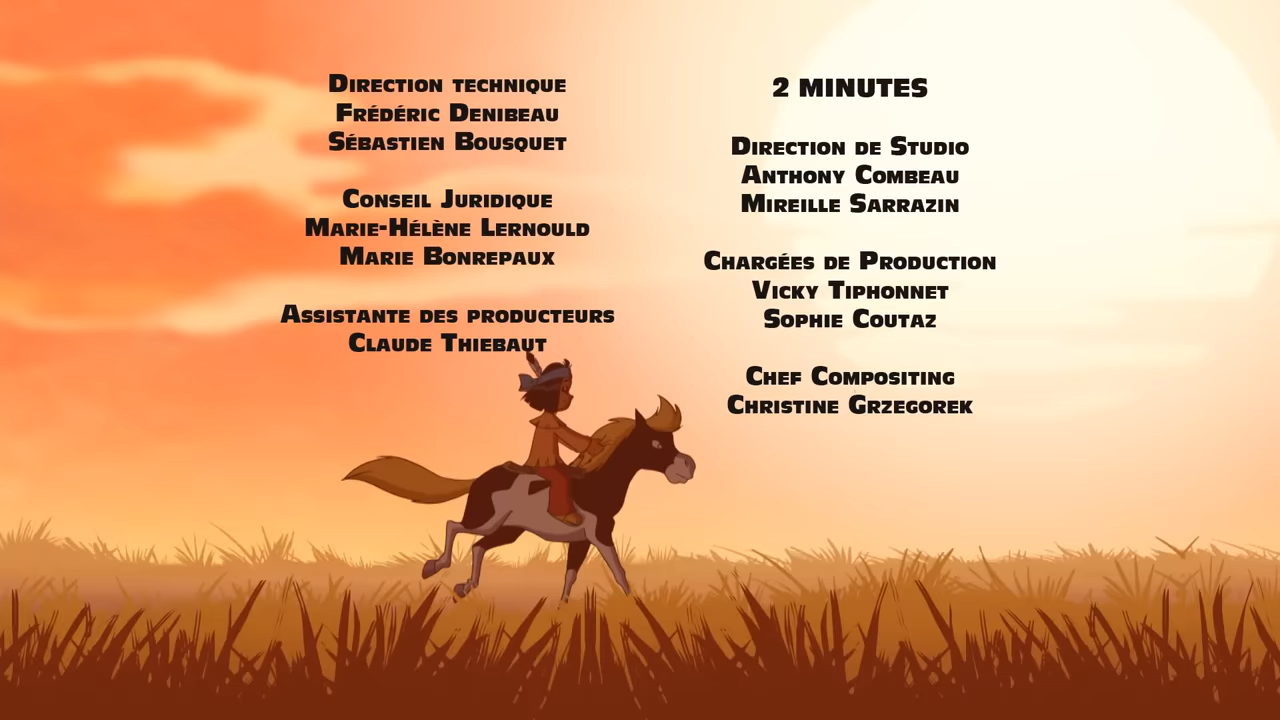 Direction technique
Frédéric Denibeau
Sébastien Bousquet
Conseil Juridique
Marie-Hélène Lernould
Marie Bonrepaux
Assistante des producteurs
Claude Thiebaut
2 MINUTES
Direction de Studio
Anthony Combeau
Mireille Sarrazin
Chargées de Production
Vicky Tiphonnet
Sophie Coutaz
Chef Compositing
Christine Grzegorek